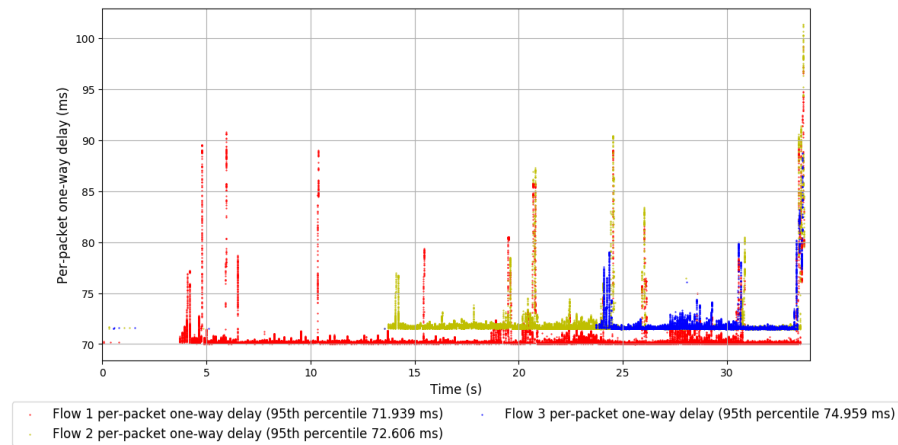 Per-packet one-way delay (ms)
100
95
90
85
80
75
70
0
5
10
15
20
25
30
Time (s)
Flow 1 per-packet one-way delay (95th percentile 71.939 ms)
Flow 2 per-packet one-way delay (95th percentile 72.606 ms)
Flow 3 per-packet one-way delay (95th percentile 74.959 ms)